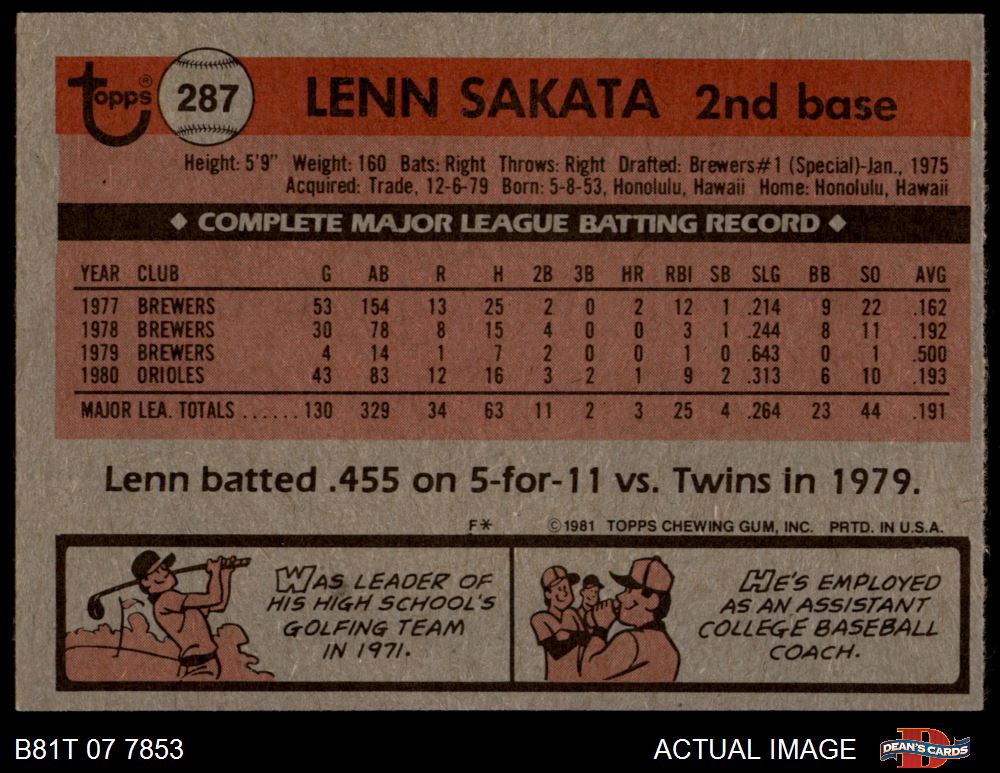 Topps® 287 LENN SAKATA 2nd base
Height: 5'9" Weight: 160 Bats: Right Throws: Right Drafted: Brewers#1 (Special)-Jan., 1975
Acquired: Trade, 12-6-79 Born: 5-8-53, Honolulu, Hawaii Home: Honolulu, Hawaii
◆ COMPLETE MAJOR LEAGUE BATTING RECORD ◆
YEAR CLUB G AB R H 2B 3B HR RBI SB SLG BB SO AVG
1977 BREWERS 53 154 13 25 2 0 2 12 1 .214 9 22 .162
1978 BREWERS 30 78 8 15 4 0 0 3 1 .244 8 11 .192
1979 BREWERS 4 14 1 7 2 0 0 1 0 .643 0 1 .500
1980 ORIOLES 43 83 12 16 3 2 1 9 2 .313 6 10 .193
MAJOR LEA. TOTALS ...... 130 329 34 63 11 2 3 25 4 .264 23 44 .191
Lenn batted .455 on 5-for-11 vs. Twins in 1979.
F* ©1981 TOPPS CHEWING GUM, INC. PRTD. IN U.S.A.
WAS LEADER OF
HIS HIGH SCHOOL'S
GOLFING TEAM
IN 1971.
HE'S EMPLOYED
AS AN ASSISTANT
COLLEGE BASEBALL
COACH.
B81T 07 7853 ACTUAL IMAGE DEAN'S CARDS